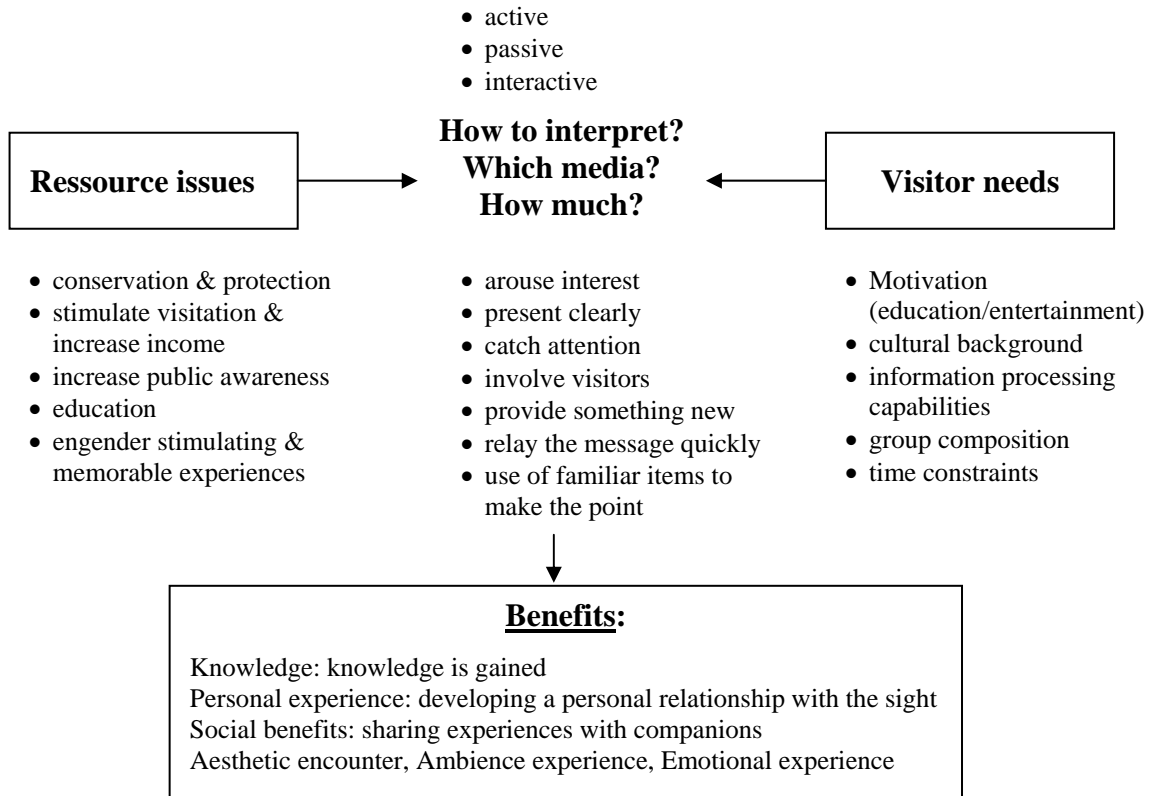 • active
• passive
• interactive
How to interpret?
Which media?
How much?
Ressource issues
Visitor needs
• conservation & protection
• stimulate visitation &
increase income
• increase public awareness
• education
• engender stimulating &
memorable experiences
• arouse interest
• present clearly
• catch attention
• involve visitors
• provide something new
• relay the message quickly
• use of familiar items to
make the point
• Motivation
(education/entertainment)
• cultural background
• information processing
capabilities
• group composition
• time constraints
Benefits:
Knowledge: knowledge is gained
Personal experience: developing a personal relationship with the sight
Social benefits: sharing experiences with companions
Aesthetic encounter, Ambience experience, Emotional experience